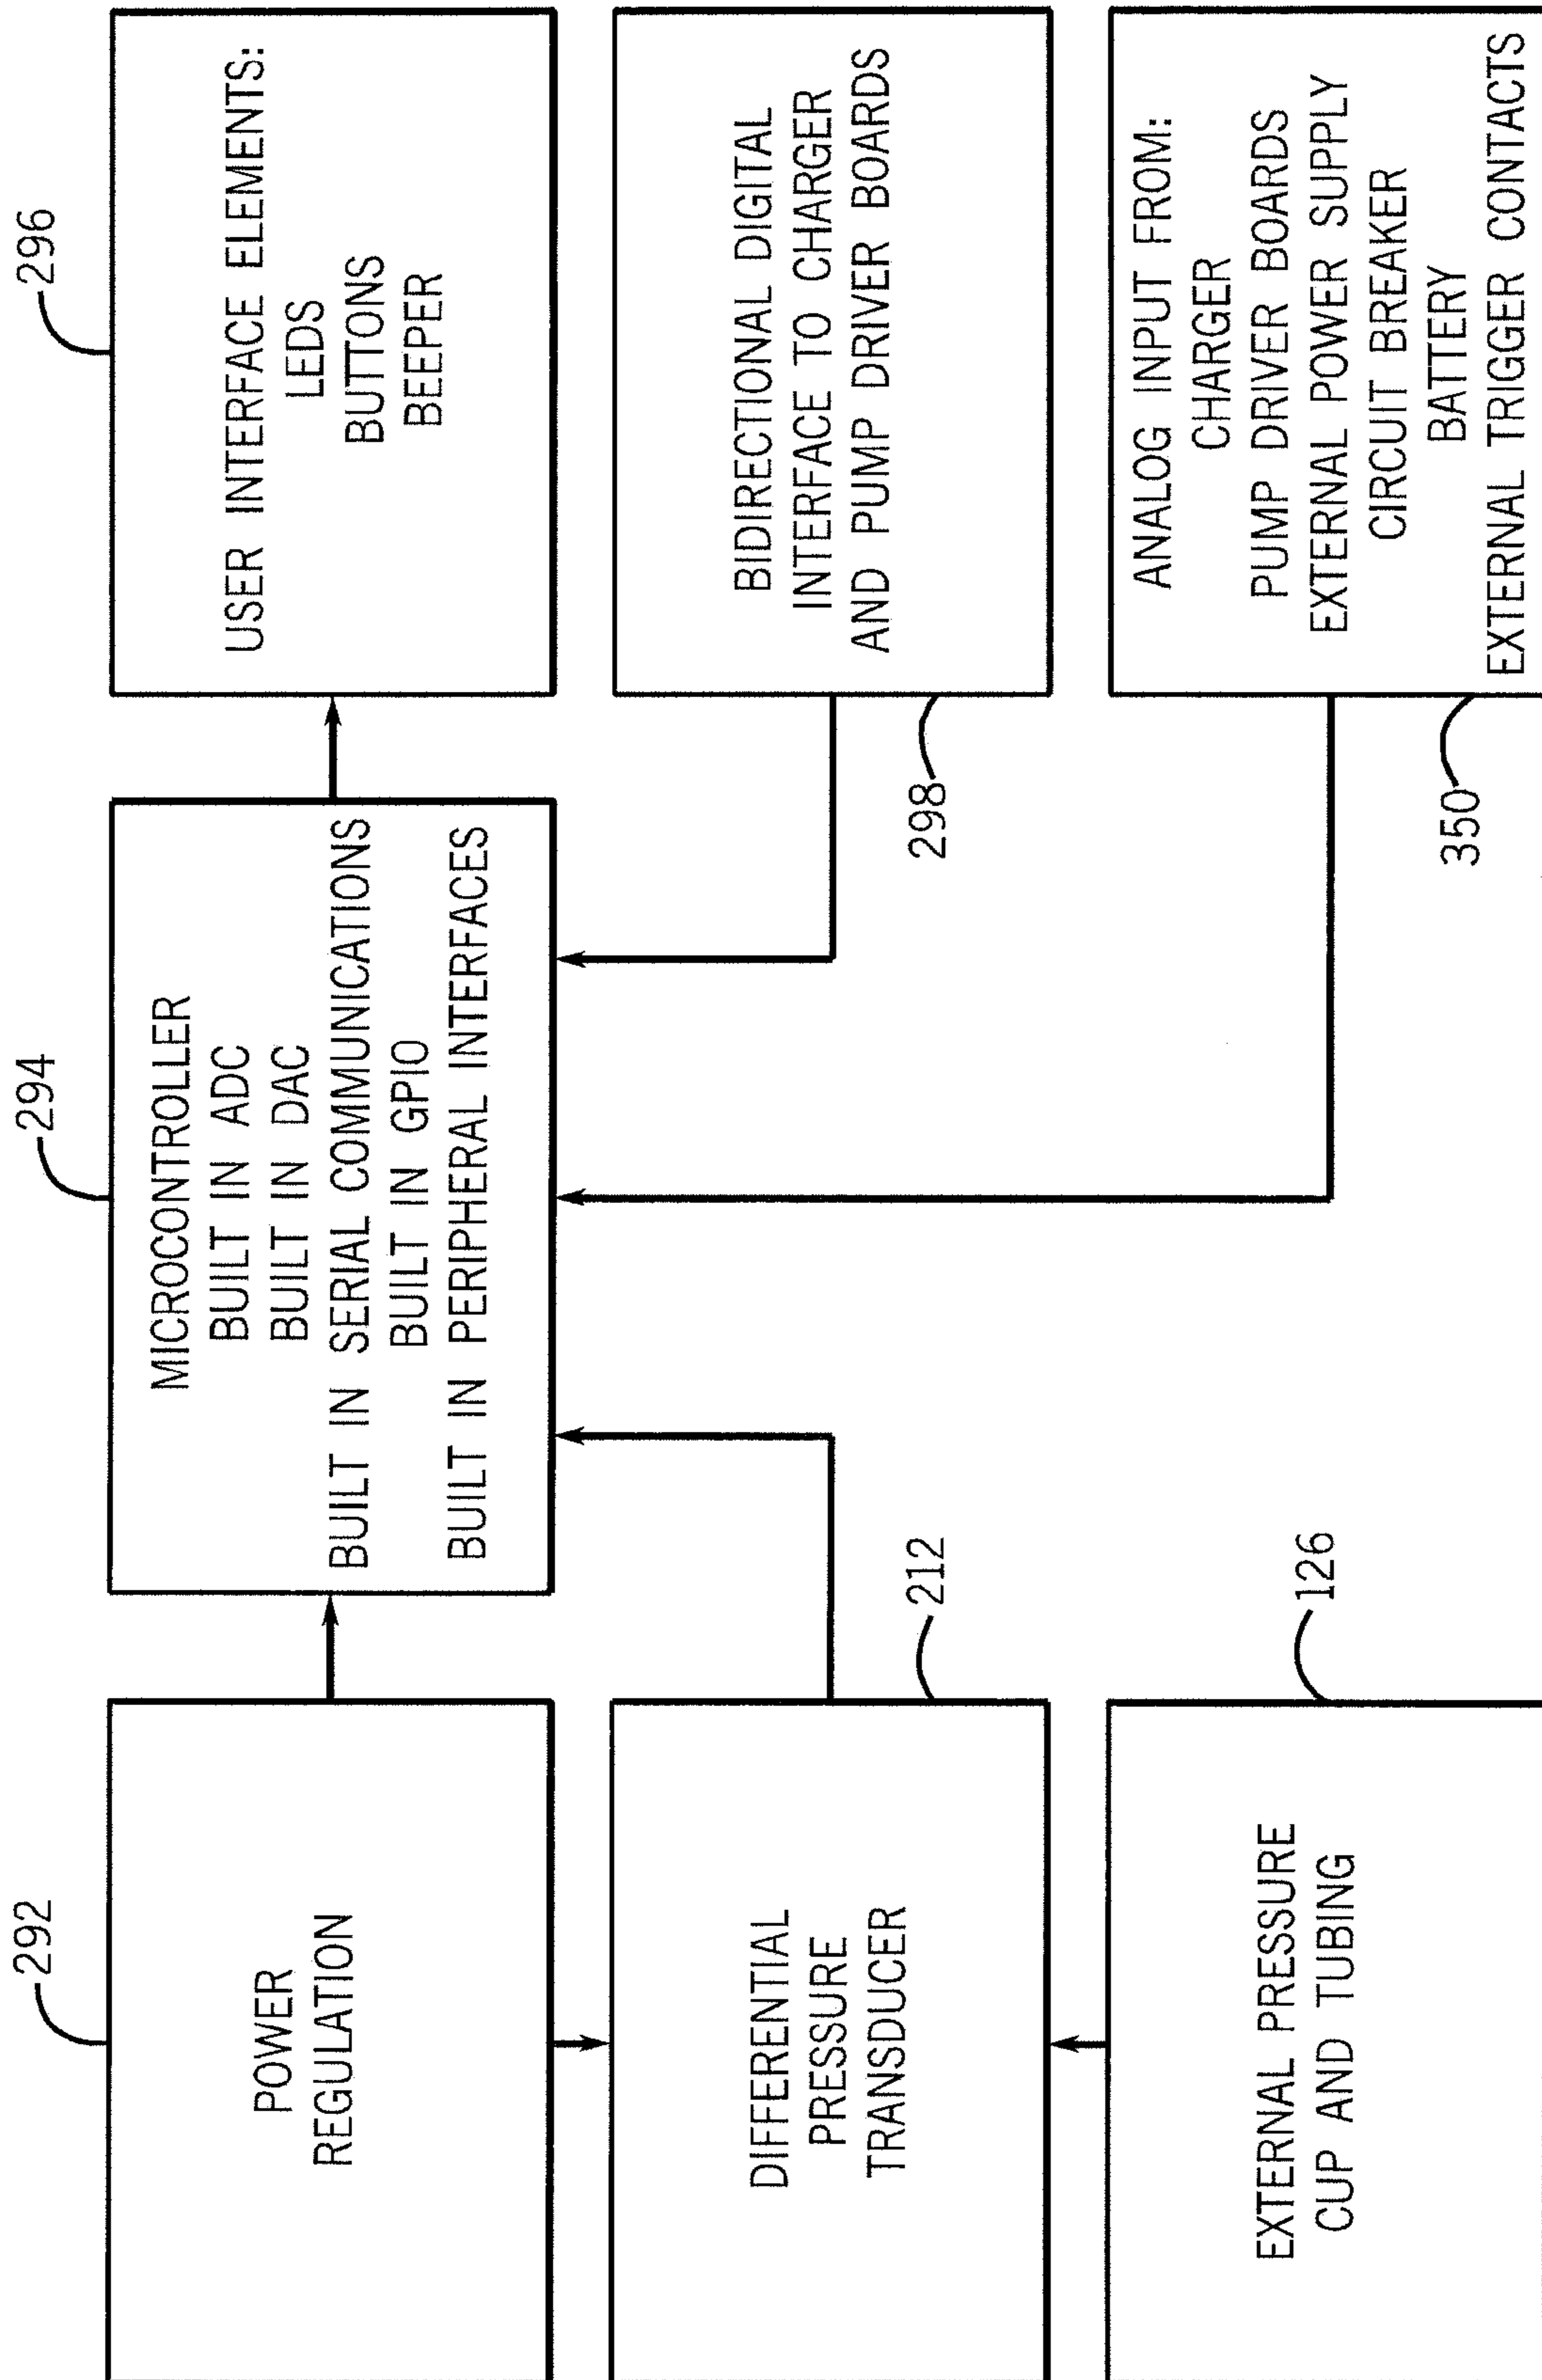 292
POWER
REGULATION
294
MICROCONTROLLER
BUILT IN ADC
BUILT IN DAC
BUILT IN SERIAL COMMUNICATIONS
BUILT IN GPIO
BUILT IN PERIPHERAL INTERFACES
296
USER INTERFACE ELEMENTS:
LEDS
BUTTONS
BEEPER
DIFFERENTIAL
PRESSURE
TRANSDUCER
212
298
BIDIRECTIONAL DIGITAL
INTERFACE TO CHARGER
AND PUMP DRIVER BOARDS
EXTERNAL PRESSURE
CUP AND TUBING
126
350
ANALOG INPUT FROM:
CHARGER
PUMP DRIVER BOARDS
EXTERNAL POWER SUPPLY
CIRCUIT BREAKER
BATTERY
EXTERNAL TRIGGER CONTACTS